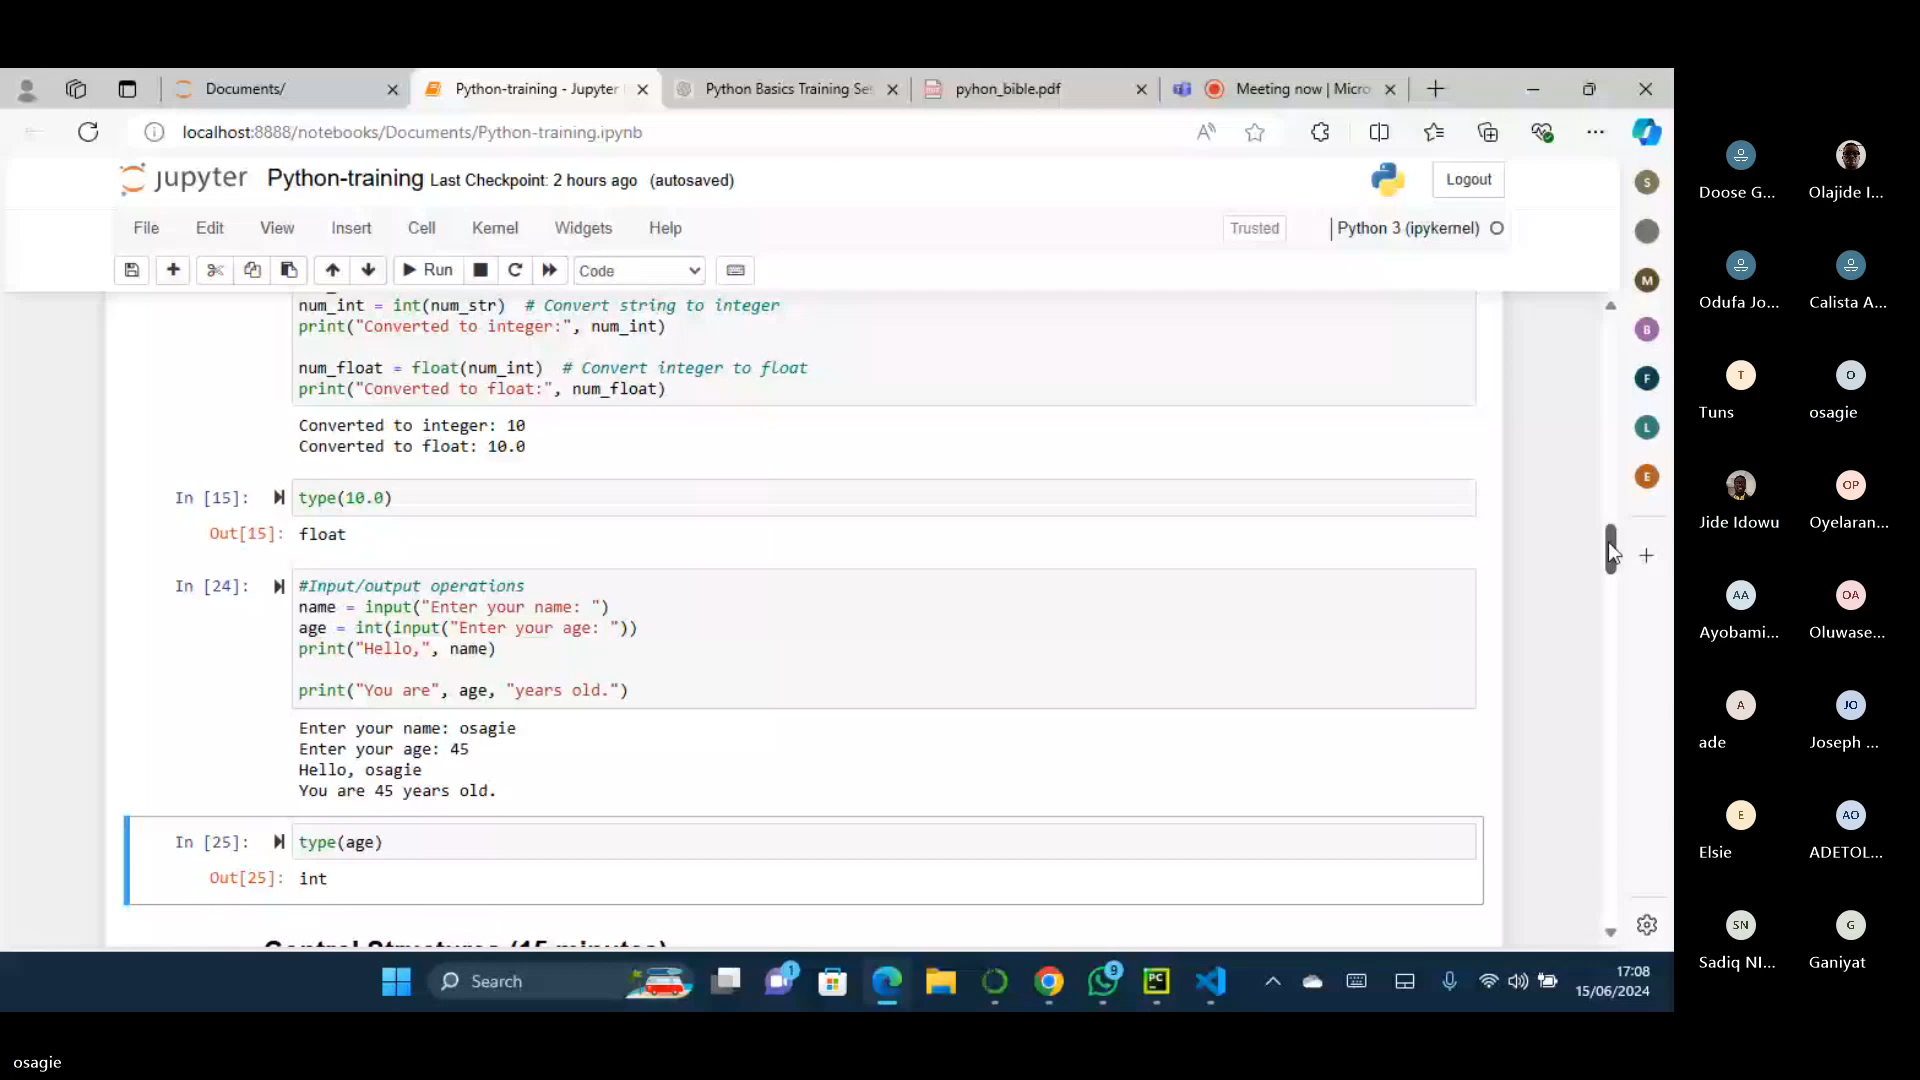 Documents/
Python-training - Jupyter
Python Basics Training Se
pyhon_bible.pdf
Meeting now | Micro
localhost:8888/notebooks/Documents/Python-training.ipynb
jupyter Python-training Last Checkpoint: 2 hours ago (autosaved)
Logout
File Edit View Insert Cell Kernel Widgets Help
Trusted
Python 3 (ipykernel)
Run
Code
num_int = int(num_str) # Convert string to integer
print("Converted to integer:", num_int)
num_float = float(num_int) # Convert integer to float
print("Converted to float:", num_float)
Converted to integer: 10
Converted to float: 10.0
In [15]: type(10.0)
Out[15]: float
In [24]: #Input/output operations
name = input("Enter your name: ")
age = int(input("Enter your age: "))
print("Hello,", name)
print("You are", age, "years old.")
Enter your name: osagie
Enter your age: 45
Hello, osagie
You are 45 years old.
In [25]: type(age)
Out[25]: int
Control Structures (15 minutes)
S
M
B
F
L
E
Search
1
9
PC
17:08
15/06/2024
Doose G...
Olajide I...
Odufa Jo...
Calista A...
T
Tuns
O
osagie
Jide Idowu
OP
Oyelaran...
AA
Ayobami...
OA
Oluwase...
A
ade
JO
Joseph ...
E
Elsie
AO
ADETOL...
SN
Sadiq NI...
G
Ganiyat
osagie